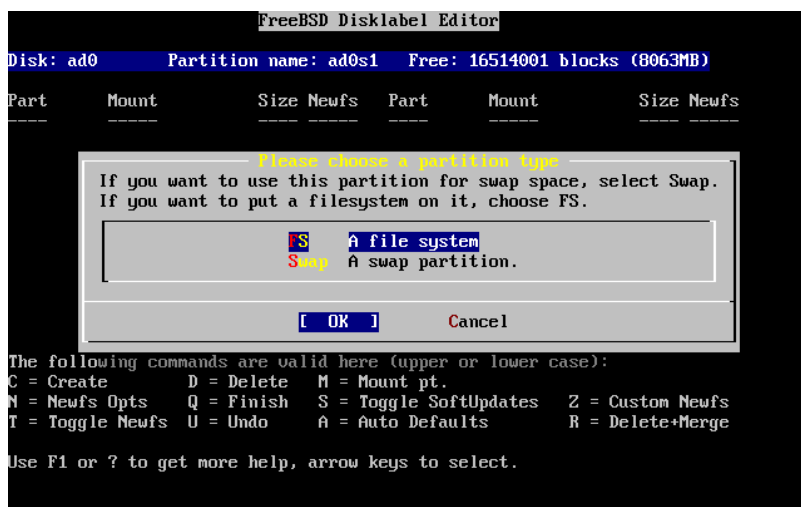 FreeBSD Disklabel Editor
Disk: ad0 Partition name: ad0s1 Free: 16514001 blocks (8063MB)
Part Mount Size Newfs Part Mount Size Newfs
---- ----- ---- ----- ---- ----- ---- -----
Please choose a partition type
If you want to use this partition for swap space, select Swap.
If you want to put a filesystem on it, choose FS.
FS A file system
Swap A swap partition.
[ OK ] Cancel
The following commands are valid here (upper or lower case):
C = Create D = Delete M = Mount pt.
N = Newfs Opts Q = Finish S = Toggle SoftUpdates Z = Custom Newfs
T = Toggle Newfs U = Undo A = Auto Defaults R = Delete+Merge
Use F1 or ? to get more help, arrow keys to select.